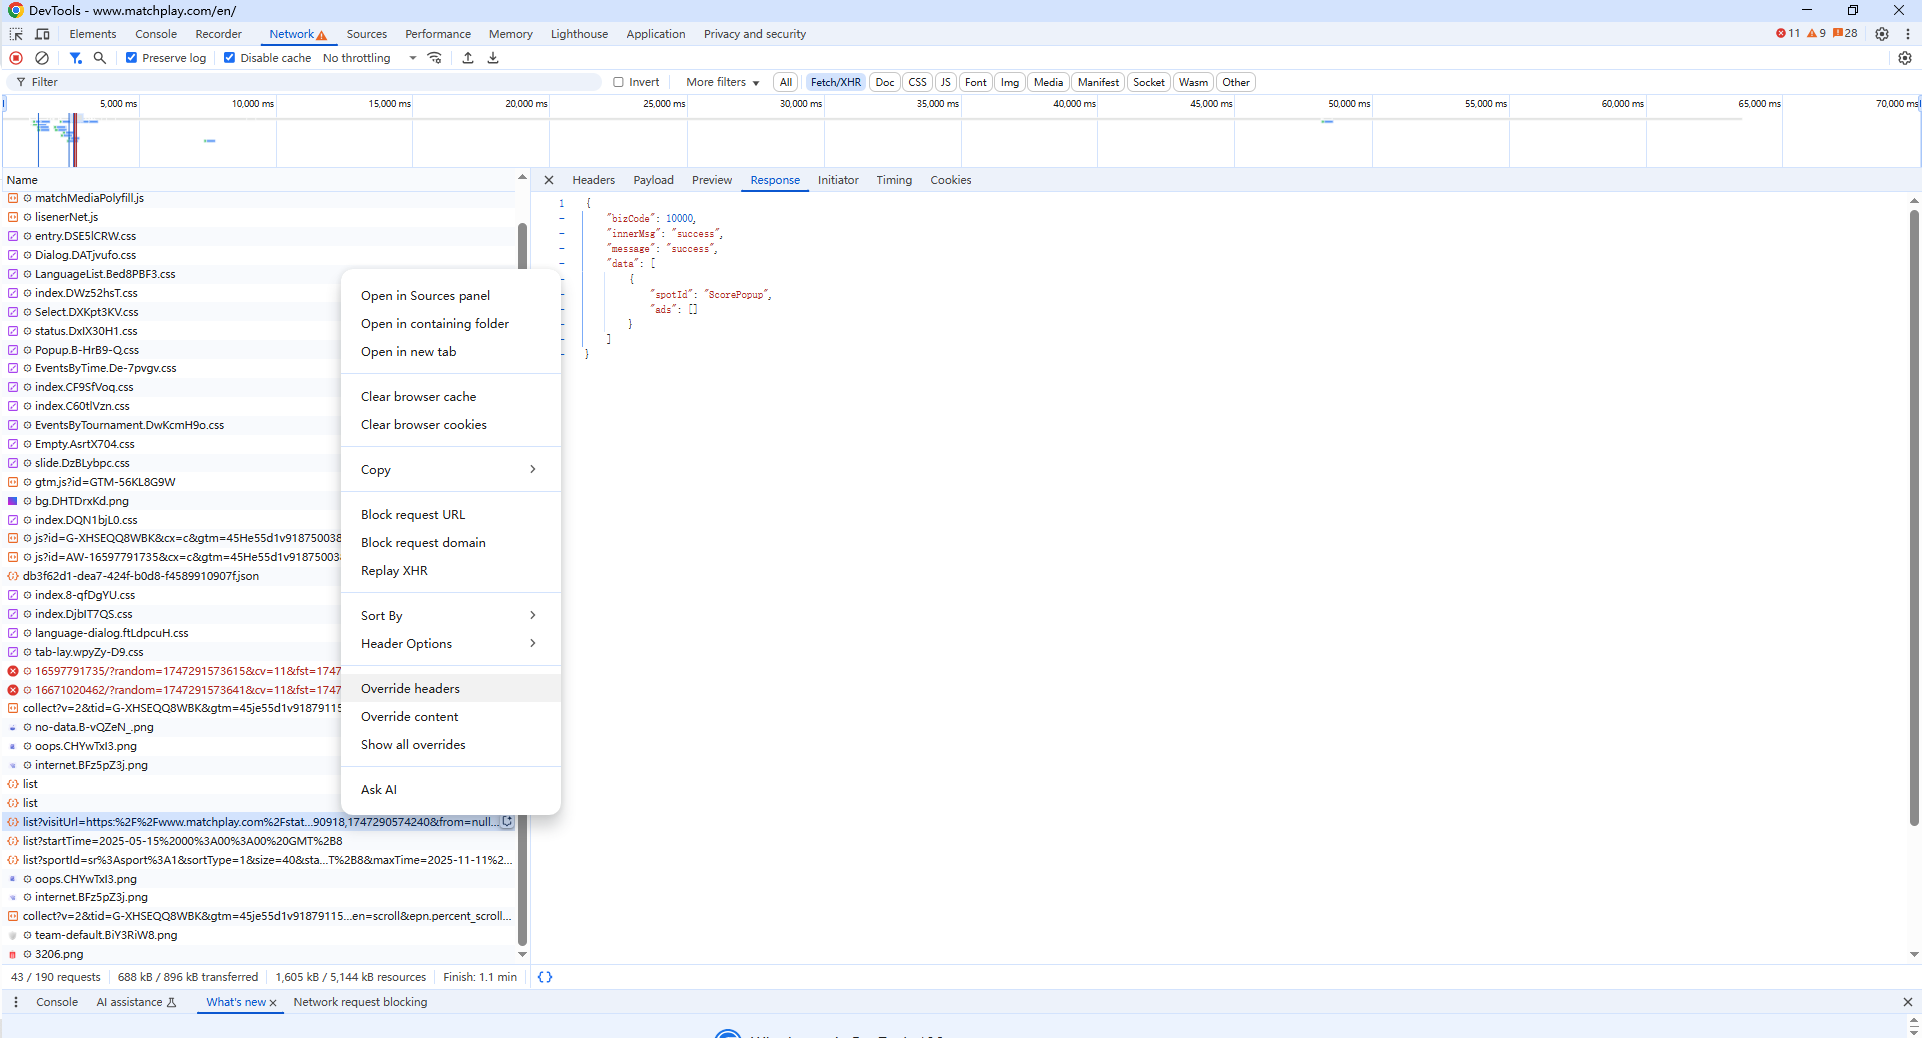 DevTools - www.matchplay.com/en/
Elements Console Recorder Network Sources Performance Memory Lighthouse Application Privacy and security 11 9 28
Preserve log Disable cache No throttling
Filter Invert More filters All Fetch/XHR Doc CSS JS Font Img Media Manifest Socket Wasm Other
5,000 ms 10,000 ms 15,000 ms 20,000 ms 25,000 ms 30,000 ms 35,000 ms 40,000 ms 45,000 ms 50,000 ms 55,000 ms 60,000 ms 65,000 ms 70,000 ms
Name
matchMediaPolyfill.js
lisenerNet.js
entry.DSE5lCRW.css
Dialog.DATjvufo.css
LanguageList.Bed8PBF3.css
index.DWz52hsT.css
Select.DXKpt3KV.css
status.DxIX30H1.css
Popup.B-HrB9-Q.css
EventsByTime.De-7pvgv.css
index.CF9SfVoq.css
index.C60tlVzn.css
EventsByTournament.DwKcmH9o.css
Empty.AsrtX704.css
slide.DzBLybpc.css
gtm.js?id=GTM-56KL8G9W
bg.DHTDrxKd.png
index.DQN1bjL0.css
js?id=G-XHSEQQ8WBK&cx=c&gtm=45He55d1v918750038
js?id=AW-16597791735&cx=c&gtm=45He55d1v91875003
db3f62d1-dea7-424f-b0d8-f4589910907f.json
index.8-qfDgYU.css
index.DjbIT7QS.css
language-dialog.ftLdpcuH.css
tab-lay.wpyZy-D9.css
16597791735/?random=1747291573615&cv=11&fst=1747
16671020462/?random=1747291573641&cv=11&fst=1747
collect?v=2&tid=G-XHSEQQ8WBK&gtm=45je55d1v91879115
no-data.B-vQZeN_.png
oops.CHYwTxI3.png
internet.BFz5pZ3j.png
list
list
list?visitUrl=https:%2F%2Fwww.matchplay.com%2Fstat...90918,1747290574240&from=null...
list?startTime=2025-05-15%2000%3A00%3A00%20GMT%2B8
list?sportId=sr%3Asport%3A1&sortType=1&size=40&sta...T%2B8&maxTime=2025-11-11%2...
oops.CHYwTxI3.png
internet.BFz5pZ3j.png
collect?v=2&tid=G-XHSEQQ8WBK&gtm=45je55d1v91879115...en=scroll&epn.percent_scroll...
team-default.BiY3RiW8.png
3206.png
Open in Sources panel
Open in containing folder
Open in new tab
Clear browser cache
Clear browser cookies
Copy
Block request URL
Block request domain
Replay XHR
Sort By
Header Options
Override headers
Override content
Show all overrides
Ask AI
Headers Payload Preview Response Initiator Timing Cookies
1 {
"bizCode": 10000,
"innerMsg": "success",
"message": "success",
"data": [
{
"spotId": "ScorePopup",
"ads": []
}
]
}
43 / 190 requests 688 kB / 896 kB transferred 1,605 kB / 5,144 kB resources Finish: 1.1 min {}
Console AI assistance What's new Network request blocking